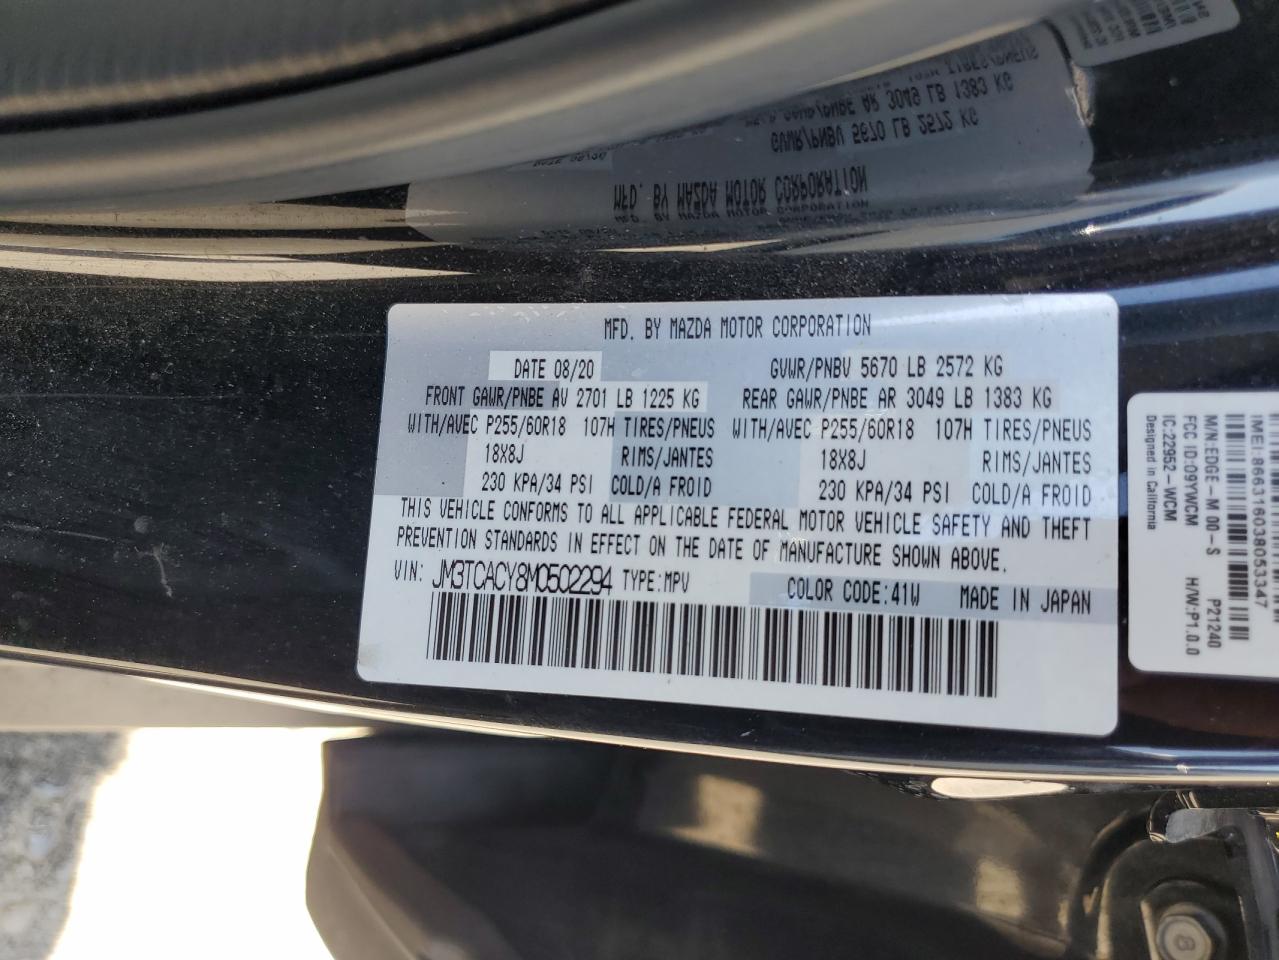 MFD. BY MAZDA MOTOR CORPORATION
DATE 08/20 GVWR/PNBV 5670 LB 2572 KG
FRONT GAWR/PNBE AV 2701 LB 1225 KG REAR GAWR/PNBE AR 3049 LB 1383 KG
WITH/AVEC P255/60R18 107H TIRES/PNEUS WITH/AVEC P255/60R18 107H TIRES/PNEUS
18X8J RIMS/JANTES 18X8J RIMS/JANTES
230 KPA/34 PSI COLD/A FROID 230 KPA/34 PSI COLD/A FROID
THIS VEHICLE CONFORMS TO ALL APPLICABLE FEDERAL MOTOR VEHICLE SAFETY AND THEFT
PREVENTION STANDARDS IN EFFECT ON THE DATE OF MANUFACTURE SHOWN ABOVE.
VIN: JM3TCACY8M0502294 TYPE:MPV COLOR CODE:41W MADE IN JAPAN
IMEI:866316038053347
M/N:EDGE-M 00-S P21240
FCC ID:O9YWCM H/W:P1.0.0
IC:22952-WCM
Designed in California